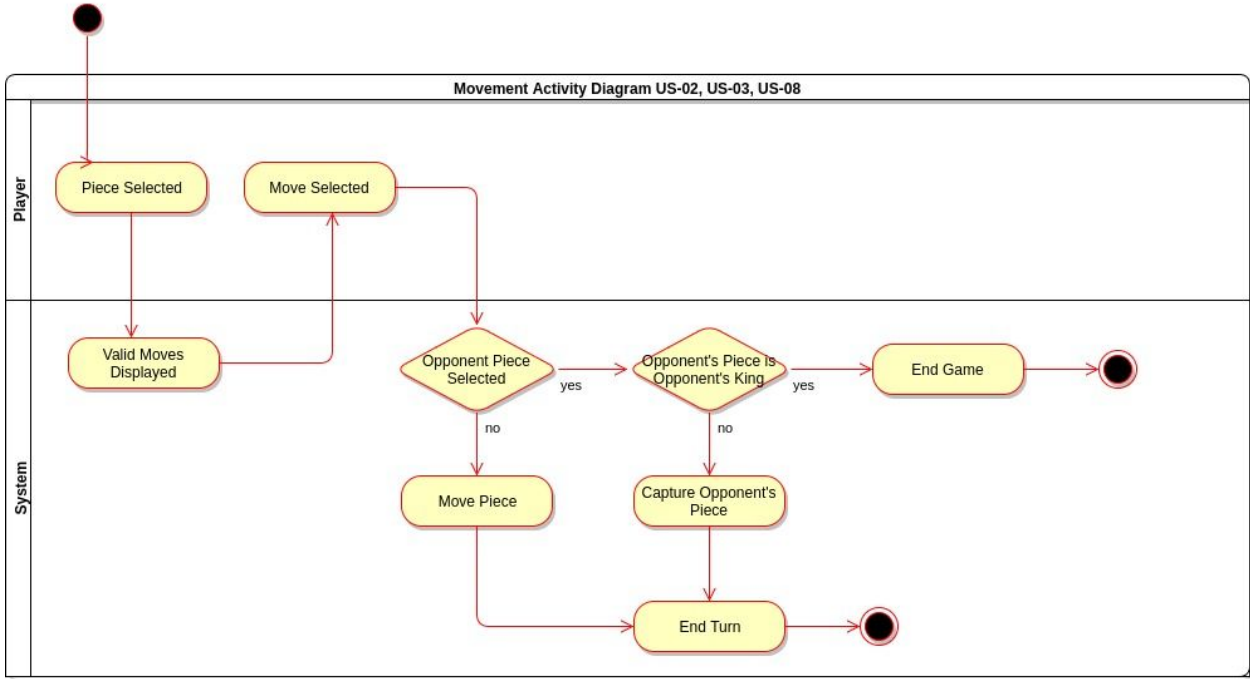 Movement Activity Diagram US-02, US-03, US-08
Player
Piece Selected
Move Selected
System
Valid Moves
Displayed
Opponent Piece
Selected
yes
no
Opponent's Piece is
Opponent's King
yes
no
End Game
Move Piece
Capture Opponent's
Piece
End Turn